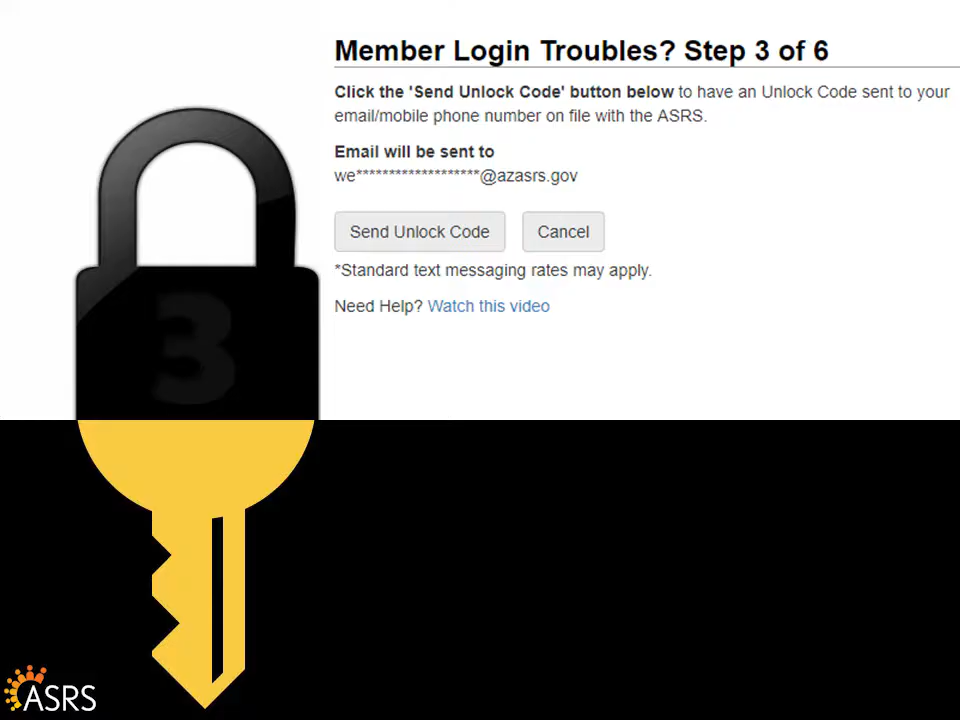 Member Login Troubles? Step 3 of 6
Click the 'Send Unlock Code' button below to have an Unlock Code sent to your
email/mobile phone number on file with the ASRS.
Email will be sent to
we*******************@azasrs.gov
Send Unlock Code
Cancel
*Standard text messaging rates may apply.
Need Help? Watch this video
3
ASRS